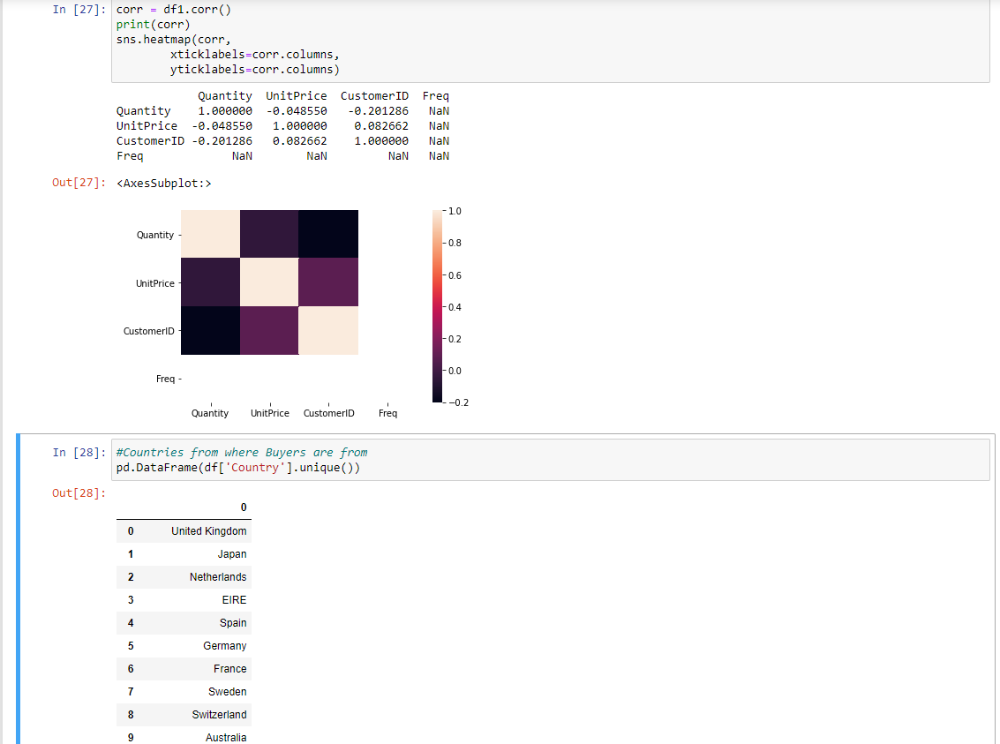 In [27]: corr = df1.corr()
print(corr)
sns.heatmap(corr,
        xticklabels=corr.columns,
        yticklabels=corr.columns)
            Quantity  UnitPrice  CustomerID  Freq
Quantity    1.000000  -0.048550   -0.201286   NaN
UnitPrice  -0.048550   1.000000    0.082662   NaN
CustomerID -0.201286   0.082662    1.000000   NaN
Freq             NaN        NaN         NaN   NaN
Out[27]: <AxesSubplot:>
1.0
Quantity
0.8
0.6
UnitPrice
0.4
CustomerID
0.2
0.0
Freq
−0.2
Quantity UnitPrice CustomerID Freq
In [28]: #Countries from where Buyers are from
pd.DataFrame(df['Country'].unique())
Out[28]:
0
0 United Kingdom
1 Japan
2 Netherlands
3 EIRE
4 Spain
5 Germany
6 France
7 Sweden
8 Switzerland
9 Australia